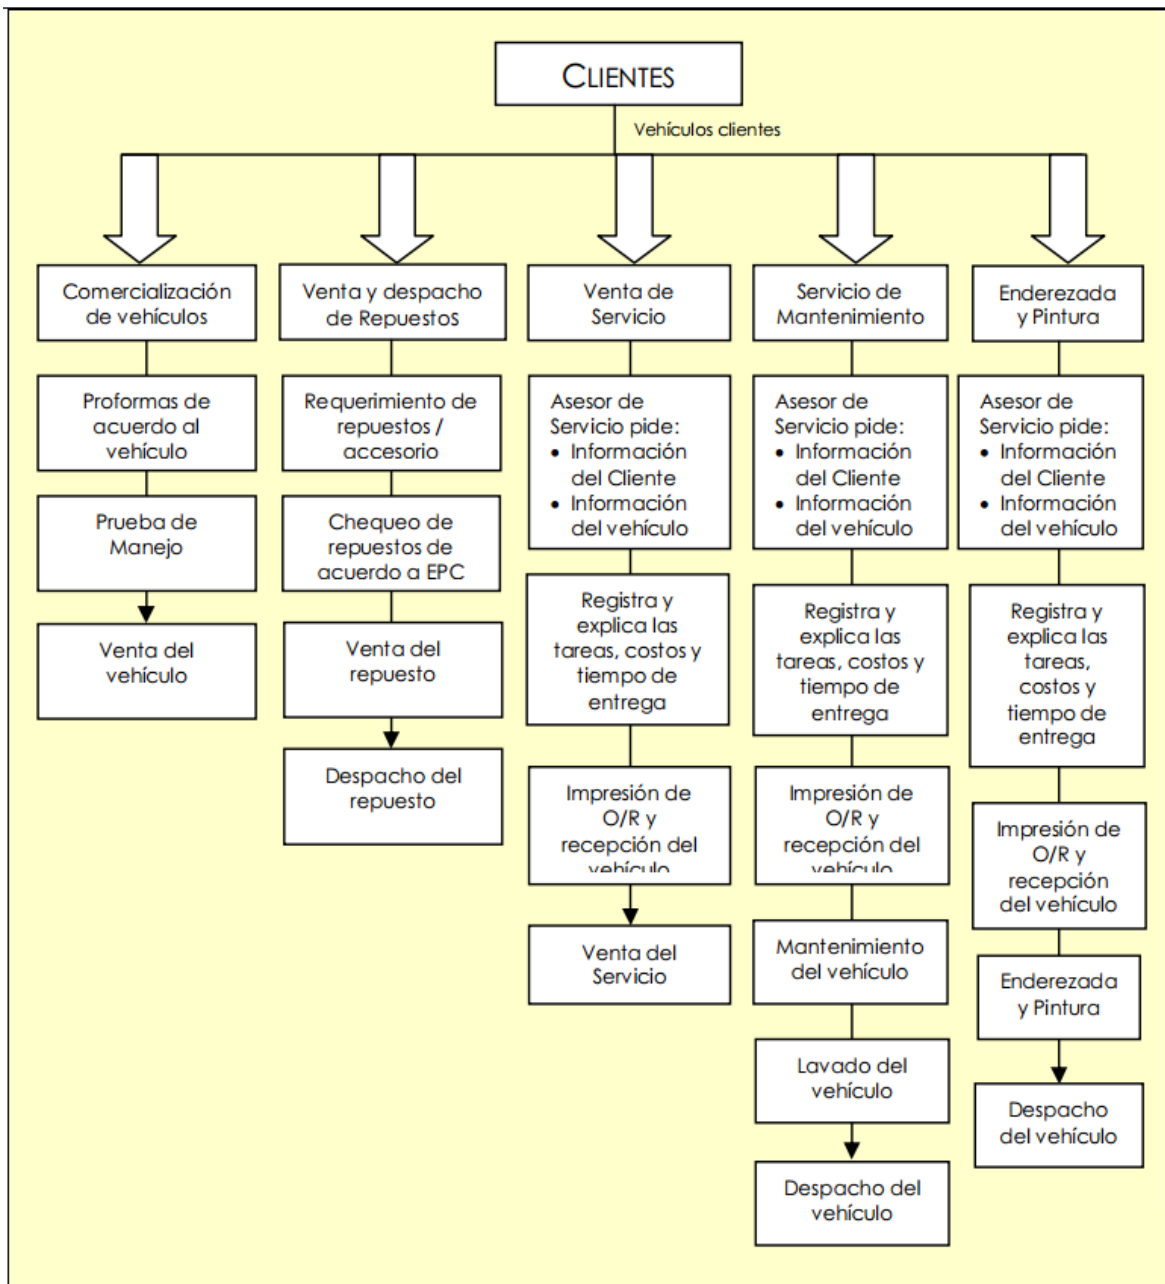 CLIENTES
Vehículos clientes
Comercialización
de vehículos
Proformas de
acuerdo al
vehículo
Prueba de
Manejo
Venta del
vehículo
Venta y despacho
de Repuestos
Requerimiento de
repuestos /
accesorio
Chequeo de
repuestos de
acuerdo a EPC
Venta del
repuesto
Despacho del
repuesto
Venta de
Servicio
Asesor de
Servicio pide:
• Información
del Cliente
• Información
del vehículo
Registra y
explica las
tareas, costos y
tiempo de
entrega
Impresión de
O/R y
recepción del
vehículo
Venta del
Servicio
Servicio de
Mantenimiento
Asesor de
Servicio pide:
• Información
del Cliente
• Información
del vehículo
Registra y
explica las
tareas, costos y
tiempo de
entrega
Impresión de
O/R y
recepción del
vehículo
Mantenimiento
del vehículo
Lavado del
vehículo
Despacho del
vehículo
Enderezada
y Pintura
Asesor de
Servicio pide:
• Información
del Cliente
• Información
del vehículo
Registra y
explica las
tareas,
costos y
tiempo de
entrega
Impresión de
O/R y
recepción
del vehículo
Enderezada
y Pintura
Despacho
del vehículo